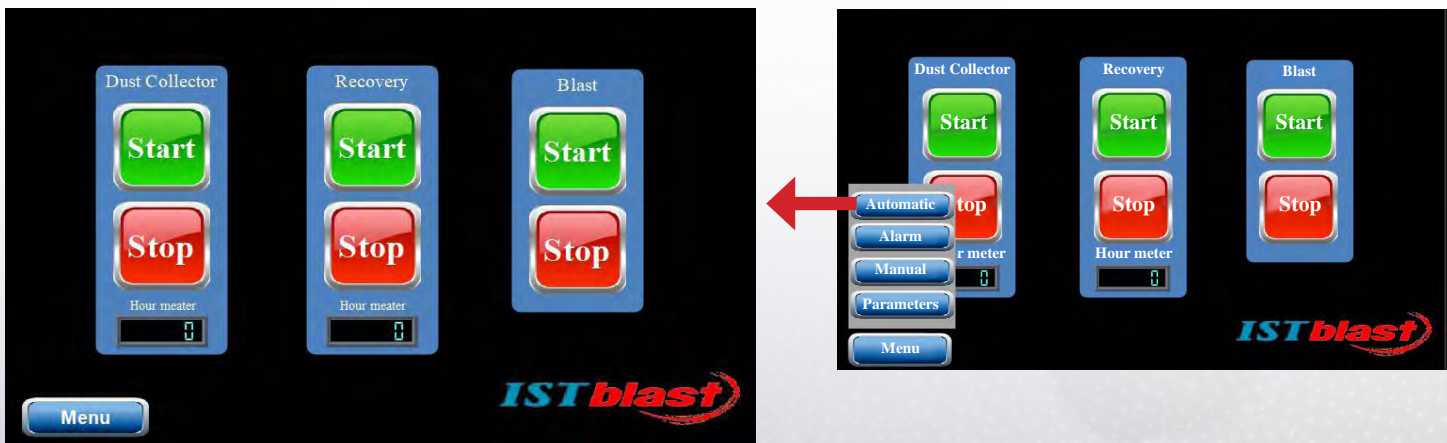 Dust Collector
Start
Stop
Hour meater
0
Recovery
Start
Stop
Hour meater
0
Blast
Start
Stop
Menu
ISTblast
Dust Collector
Start
top
r meter
0
Recovery
Start
Stop
Hour meter
0
Blast
Start
Stop
Automatic
Alarm
Manual
Parameters
Menu
ISTblast